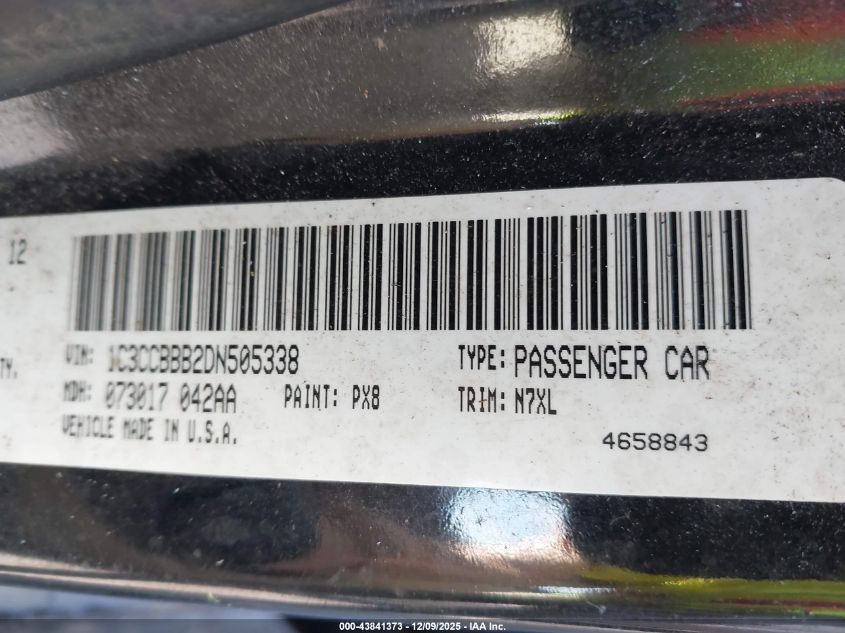 12
VIN: 1C3CCBBB2DN505338
TYPE: PASSENGER CAR
TY.
MDH: 073017 042AA
PAINT: PX8
TRIM: N7XL
VEHICLE MADE IN U.S.A.
4658843
000-43841373 - 12/09/2025 - IAA Inc.